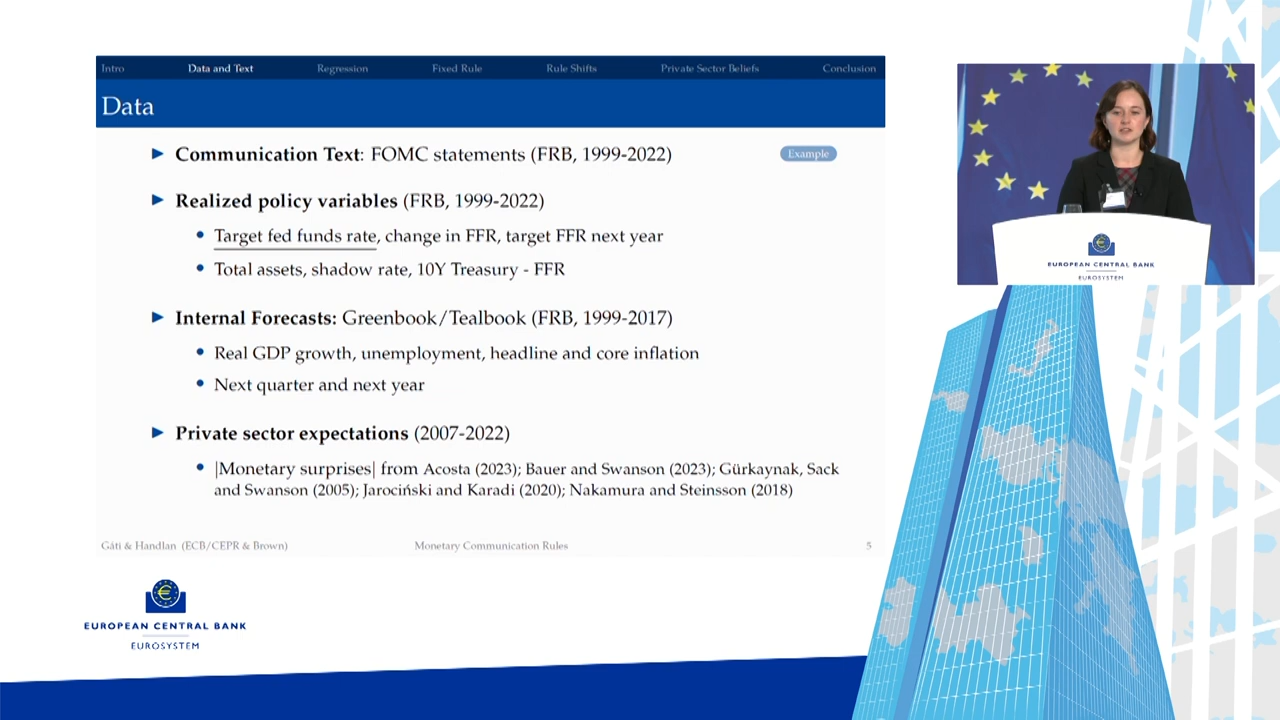 Intro Data and Text Regression Fixed Rule Rule Shifts Private Sector Beliefs Conclusion
Data
Communication Text: FOMC statements (FRB, 1999-2022) Example
Realized policy variables (FRB, 1999-2022)
Target fed funds rate, change in FFR, target FFR next year
Total assets, shadow rate, 10Y Treasury - FFR
Internal Forecasts: Greenbook/Tealbook (FRB, 1999-2017)
Real GDP growth, unemployment, headline and core inflation
Next quarter and next year
Private sector expectations (2007-2022)
|Monetary surprises| from Acosta (2023); Bauer and Swanson (2023); Gürkaynak, Sack
and Swanson (2005); Jarociński and Karadi (2020); Nakamura and Steinsson (2018)
Gáti & Handlan (ECB/CEPR & Brown) Monetary Communication Rules 5
EUROPEAN CENTRAL BANK
EUROSYSTEM
EUROPEAN CENTRAL BANK
EUROSYSTEM